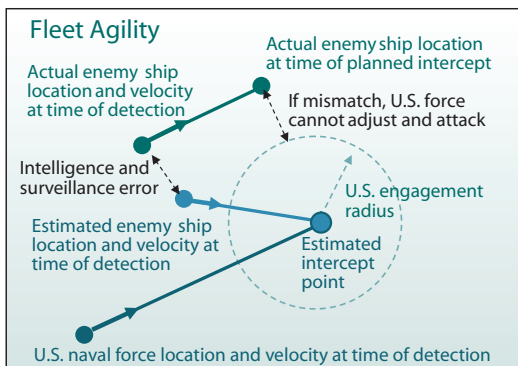 Fleet Agility
Actual enemy ship
location and velocity
at time of detection
Actual enemy ship location
at time of planned intercept
If mismatch, U.S. force
cannot adjust and attack
Intelligence and
surveillance error
U.S. engagement
radius
Estimated enemy ship
location and velocity at
time of detection
Estimated
intercept
point
U.S. naval force location and velocity at time of detection